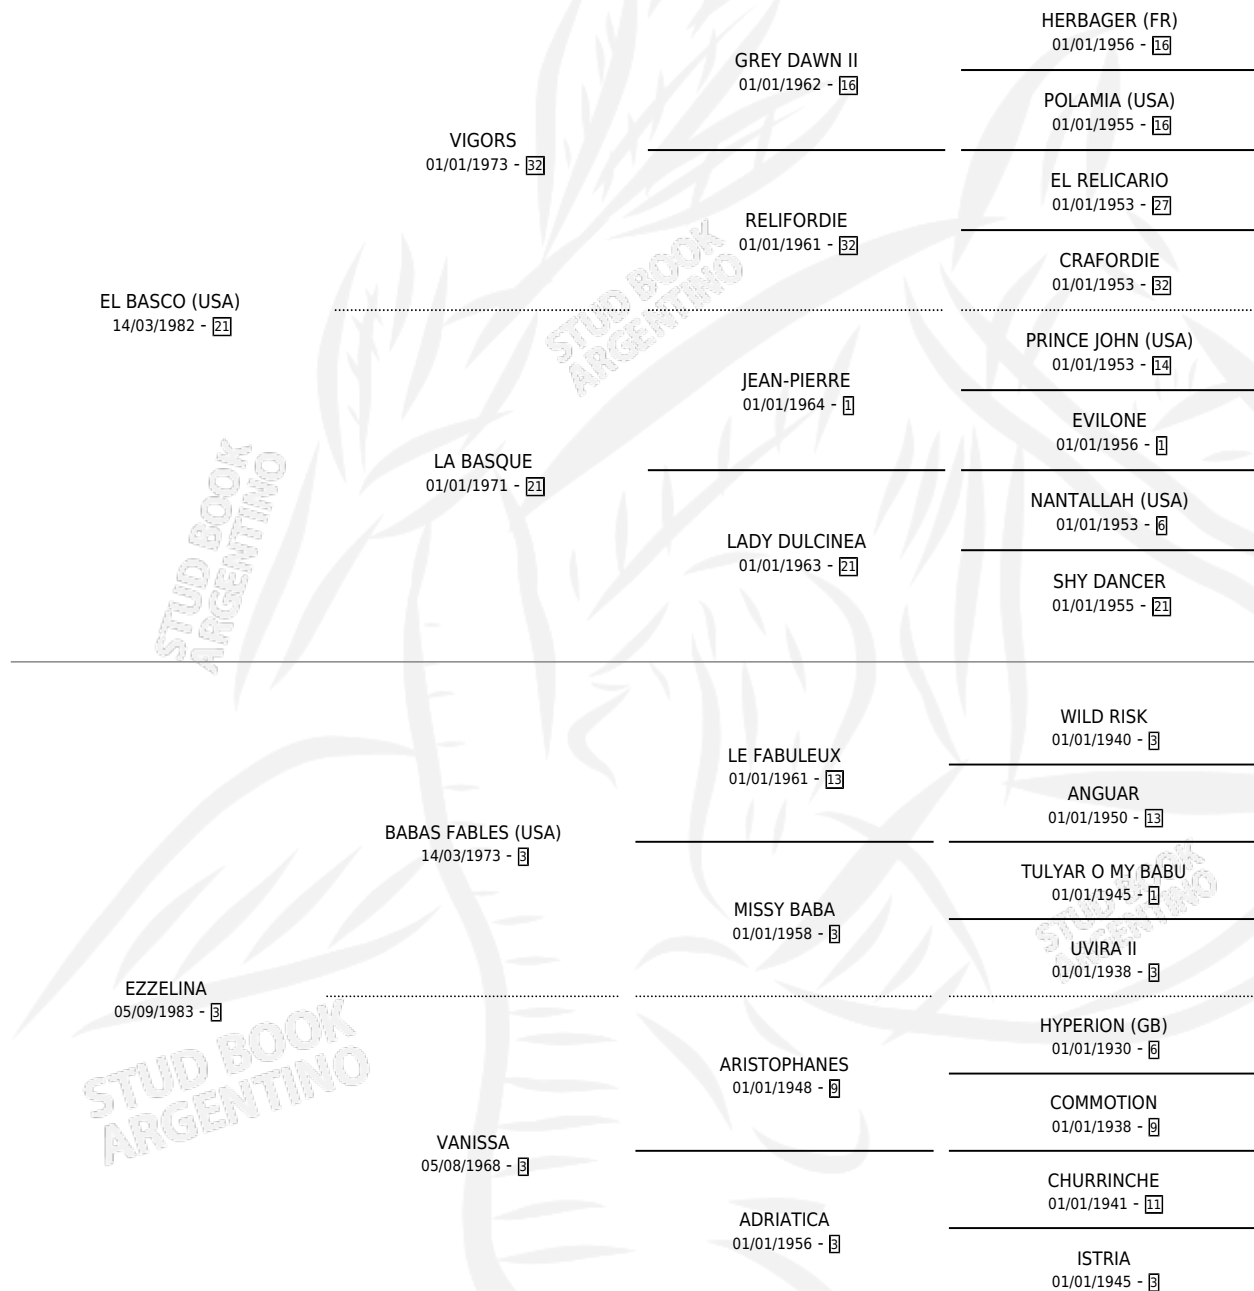 HERBAGER (FR)
01/01/1956 - 16
GREY DAWN II
01/01/1962 - 16
POLAMIA (USA)
01/01/1955 - 16
VIGORS
01/01/1973 - 32
EL RELICARIO
01/01/1953 - 27
RELIFORDIE
01/01/1961 - 32
CRAFORDIE
01/01/1953 - 32
EL BASCO (USA)
14/03/1982 - 21
PRINCE JOHN (USA)
01/01/1953 - 14
JEAN-PIERRE
01/01/1964 - 1
EVILONE
01/01/1956 - 1
LA BASQUE
01/01/1971 - 21
NANTALLAH (USA)
01/01/1953 - 6
LADY DULCINEA
01/01/1963 - 21
SHY DANCER
01/01/1955 - 21
WILD RISK
01/01/1940 - 3
LE FABULEUX
01/01/1961 - 13
ANGUAR
01/01/1950 - 13
BABAS FABLES (USA)
14/03/1973 - 3
TULYAR O MY BABU
01/01/1945 - 1
MISSY BABA
01/01/1958 - 3
UVIRA II
01/01/1938 - 3
EZZELINA
05/09/1983 - 3
HYPERION (GB)
01/01/1930 - 6
ARISTOPHANES
01/01/1948 - 9
COMMOTION
01/01/1938 - 9
VANISSA
05/08/1968 - 3
CHURRINCHE
01/01/1941 - 11
ADRIATICA
01/01/1956 - 3
ISTRIA
01/01/1945 - 3
STUD BOOK
ARGENTINO
STUD BOOK
ARGENTINO
STUD BOOK
ARGENTINO
STUD BOOK
ARGENTINO